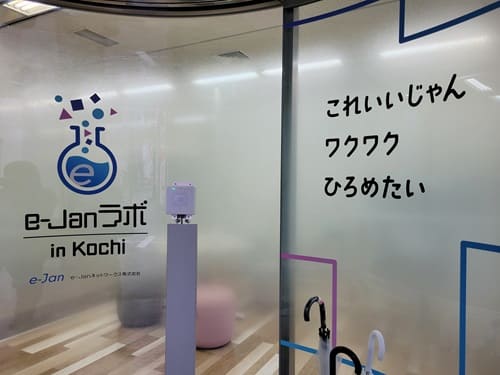 e
e-Janラボ
in Kochi
e-Jan e-Janネットワークス株式会社
これいいじゃん
ワクワク
ひろめたい